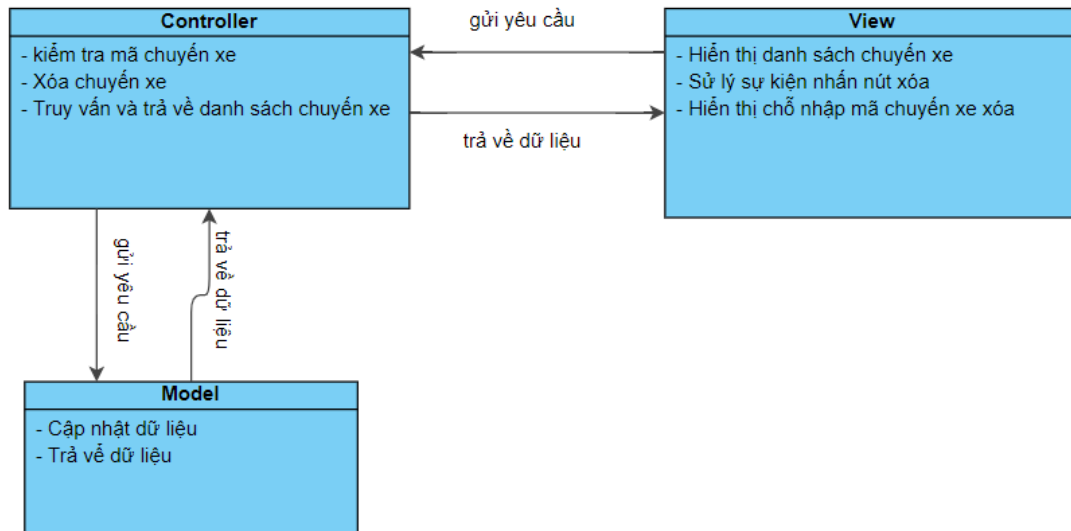 Controller
- kiểm tra mã chuyến xe
- Xóa chuyến xe
- Truy vấn và trả về danh sách chuyến xe
gửi yêu cầu
trả về dữ liệu
View
- Hiển thị danh sách chuyến xe
- Sử lý sự kiện nhấn nút xóa
- Hiển thị chỗ nhập mã chuyến xe xóa
gửi yêu cầu
trả về dữ liệu
Model
- Cập nhật dữ liệu
- Trả về dữ liệu